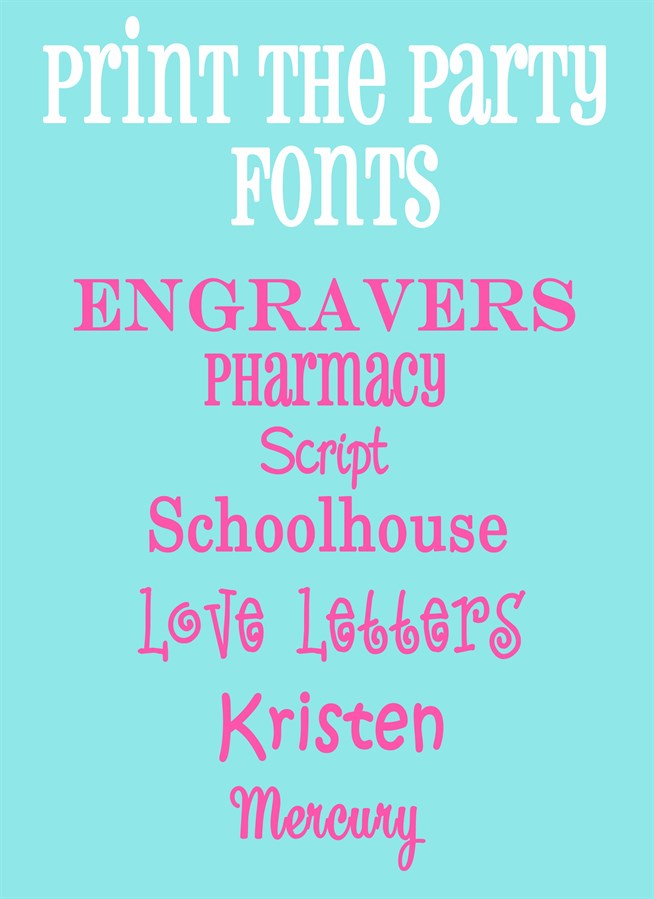 Print THE Party
Fonts
ENGRAVERS
PHarmacy
Script
Schoolhouse
Love Letters
Kristen
Mercury